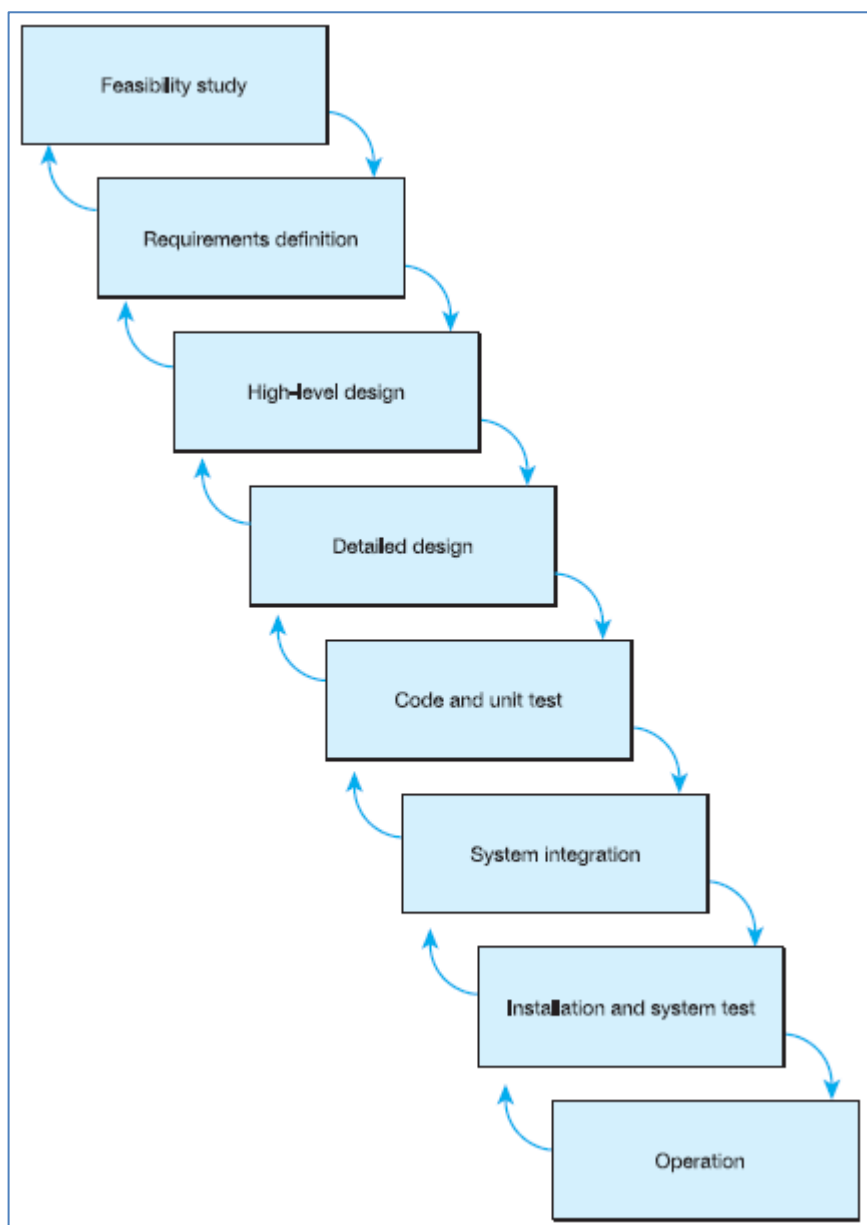 Feasibility study
Requirements definition
High-level design
Detailed design
Code and unit test
System integration
Installation and system test
Operation